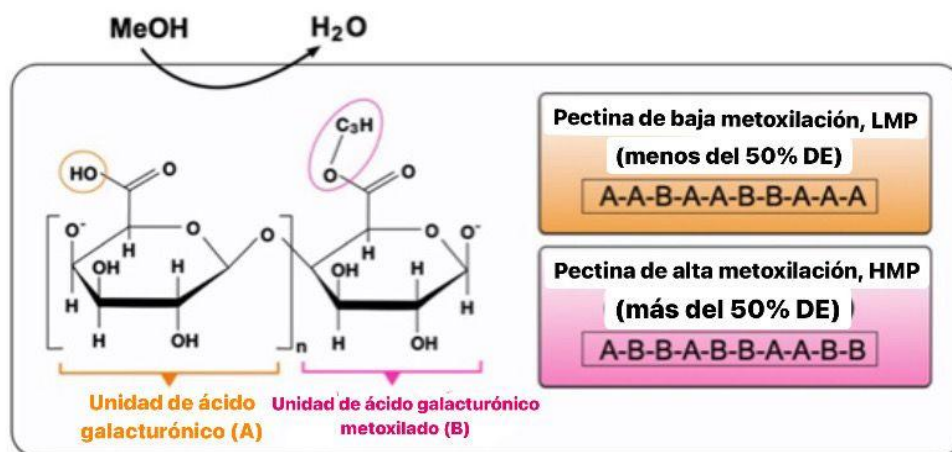 MeOH
H₂O
C₃H
HO
O
O
O
O⁻
O
H
OH
H
H
H
OH
n
O
O
O⁻
H
OH
H
H
H
OH
Unidad de ácido
galacturónico (A)
Unidad de ácido galacturónico
metoxilado (B)
Pectina de baja metoxilación, LMP
(menos del 50% DE)
A-A-B-A-A-B-B-A-A-A
Pectina de alta metoxilación, HMP
(más del 50% DE)
A-B-B-A-B-B-A-A-B-B